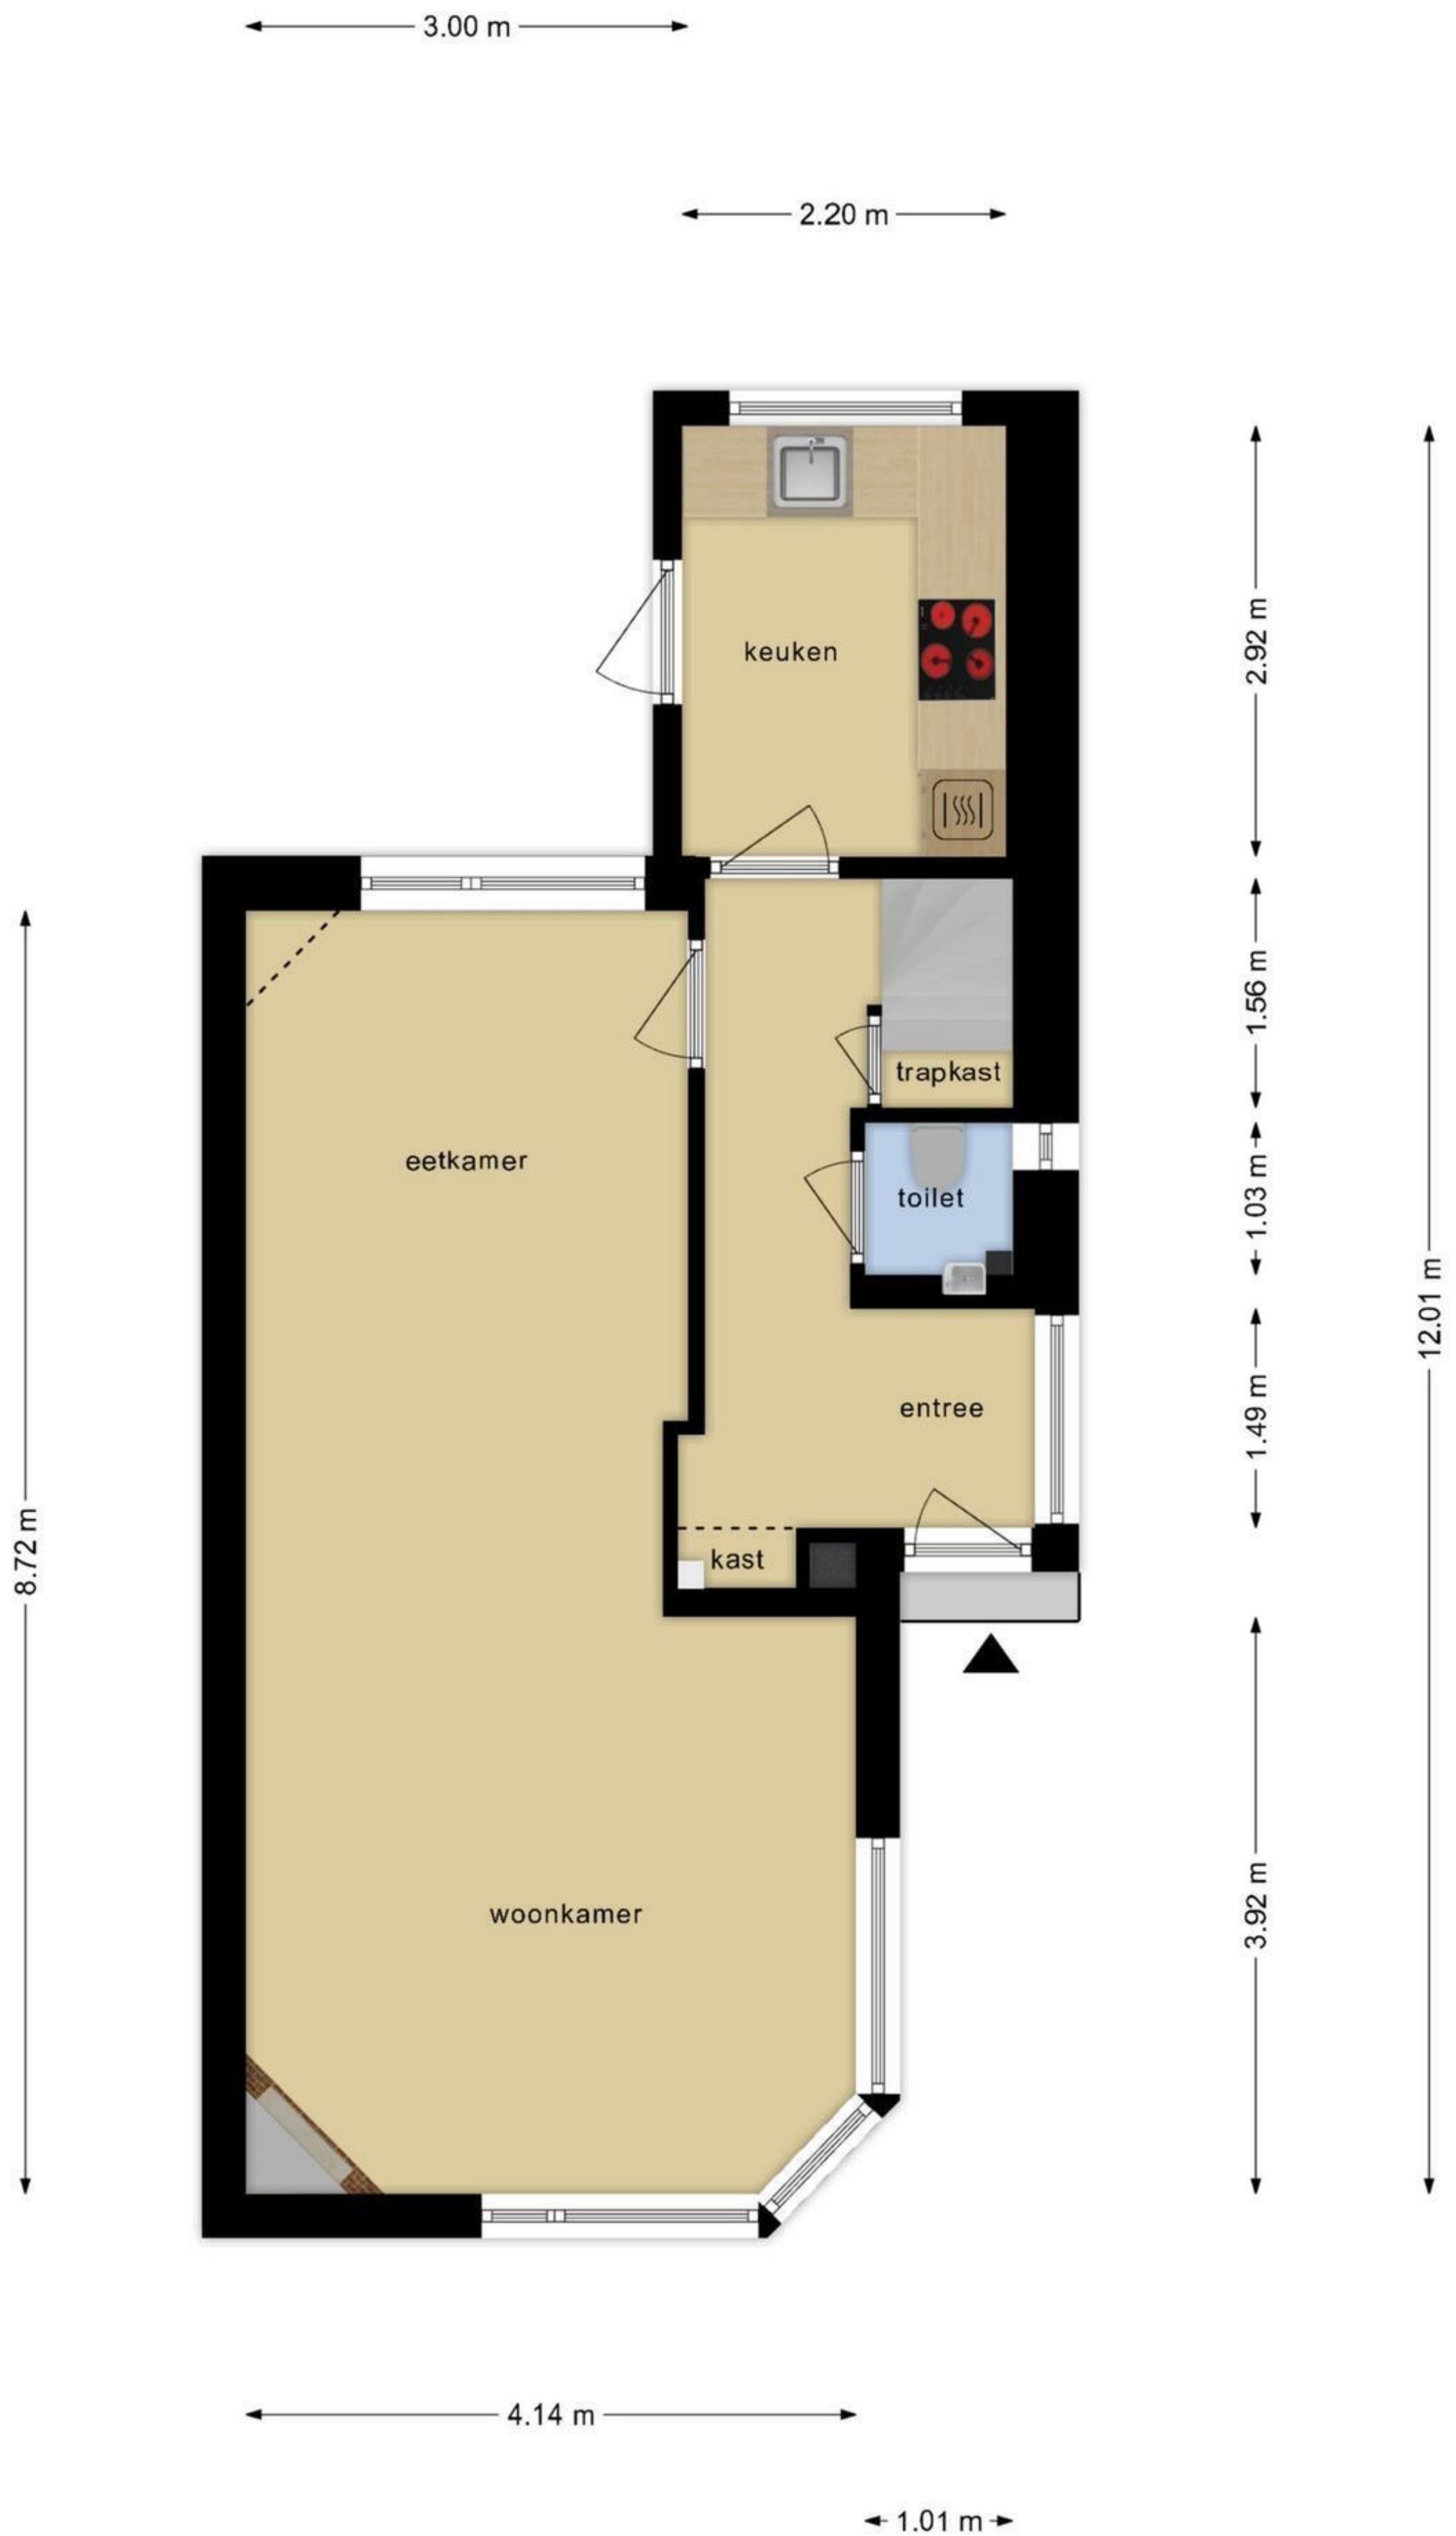 3.00 m
2.20 m
keuken
2.92 m
1.56 m
trapkast
eetkamer
toilet
1.03 m
12.01 m
entree
1.49 m
8.72 m
kast
woonkamer
3.92 m
4.14 m
1.01 m